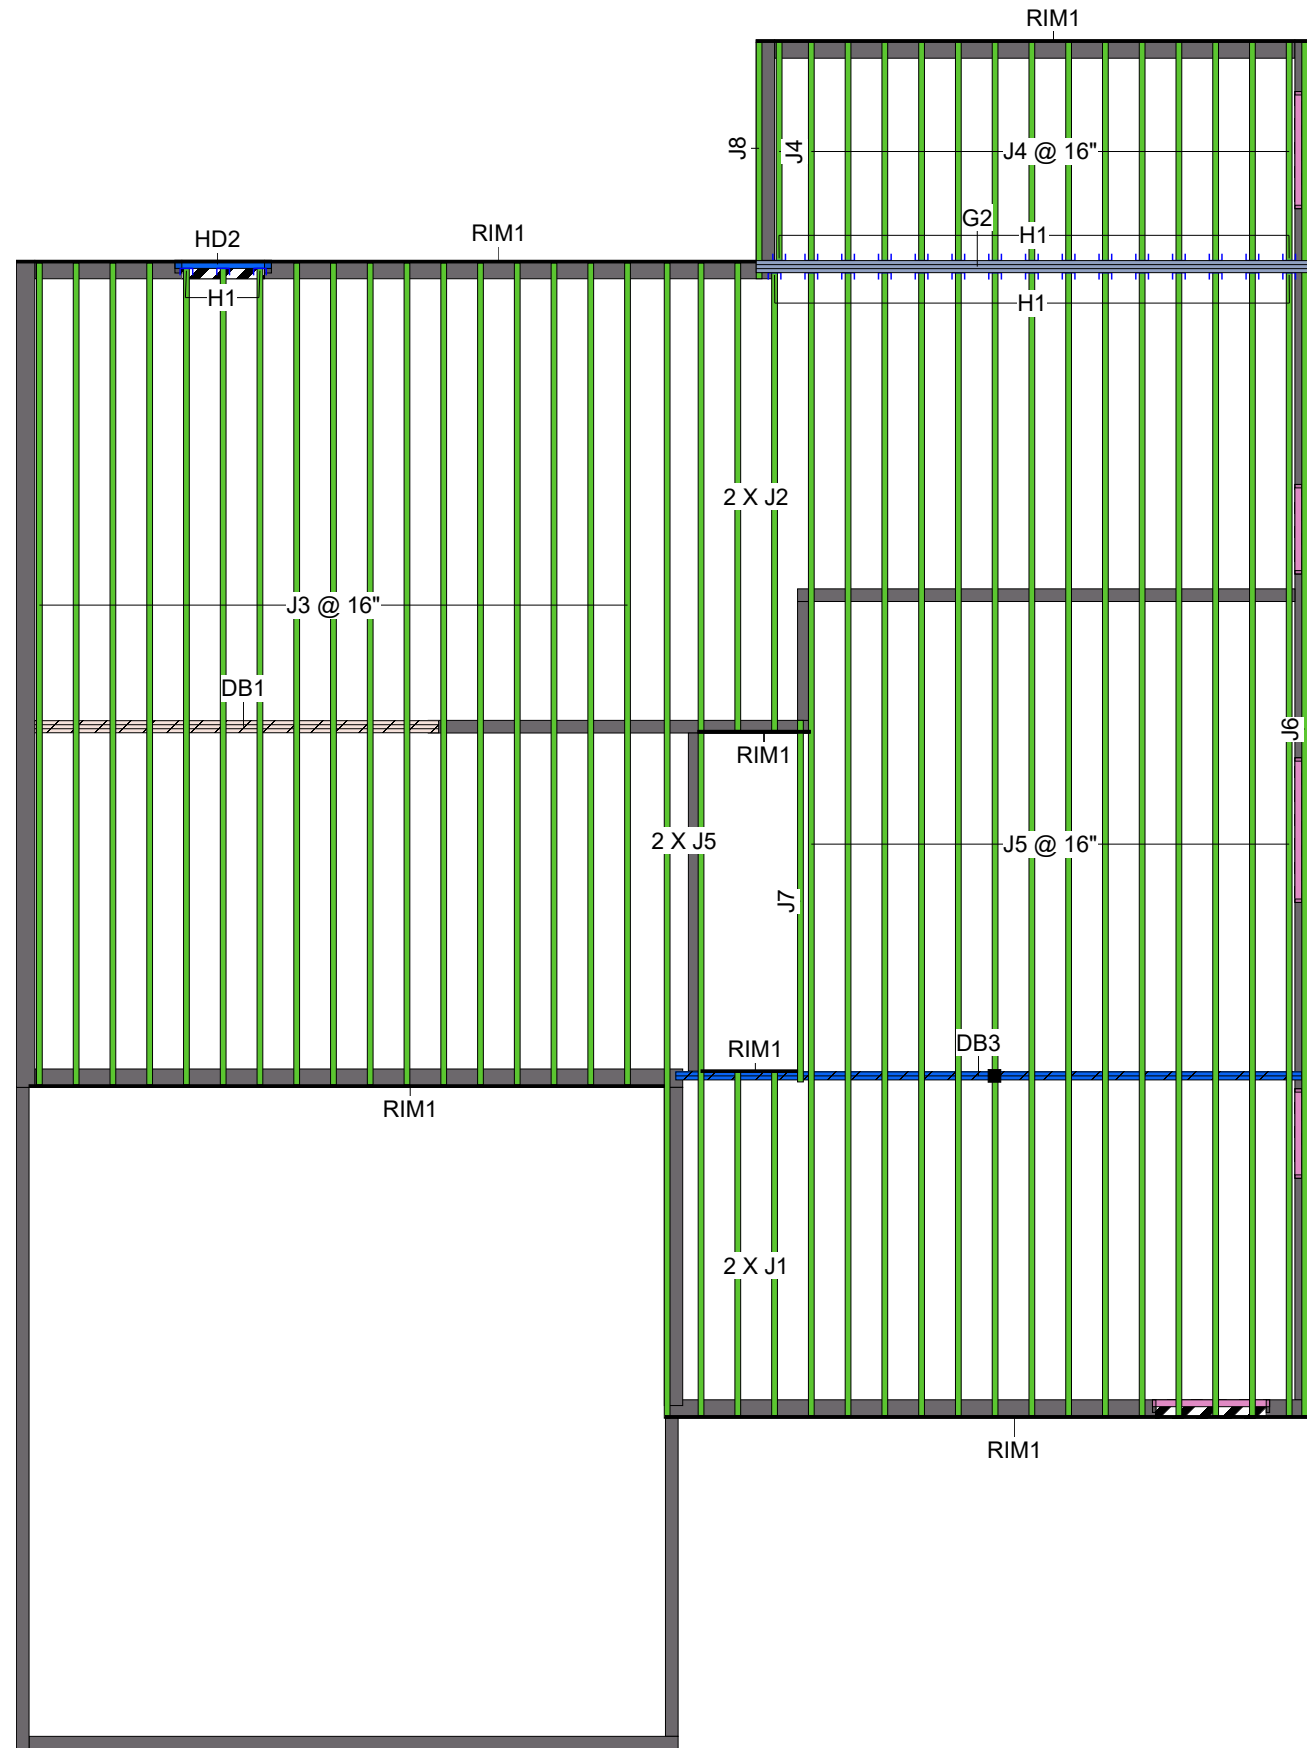 RIM1
J8
J4
J4 @ 16"
G2
H1
HD2
RIM1
H1
H1
2 X J2
J3 @ 16"
DB1
J6
RIM1
2 X J5
J5 @ 16"
J7
DB3
RIM1
RIM1
2 X J1
RIM1